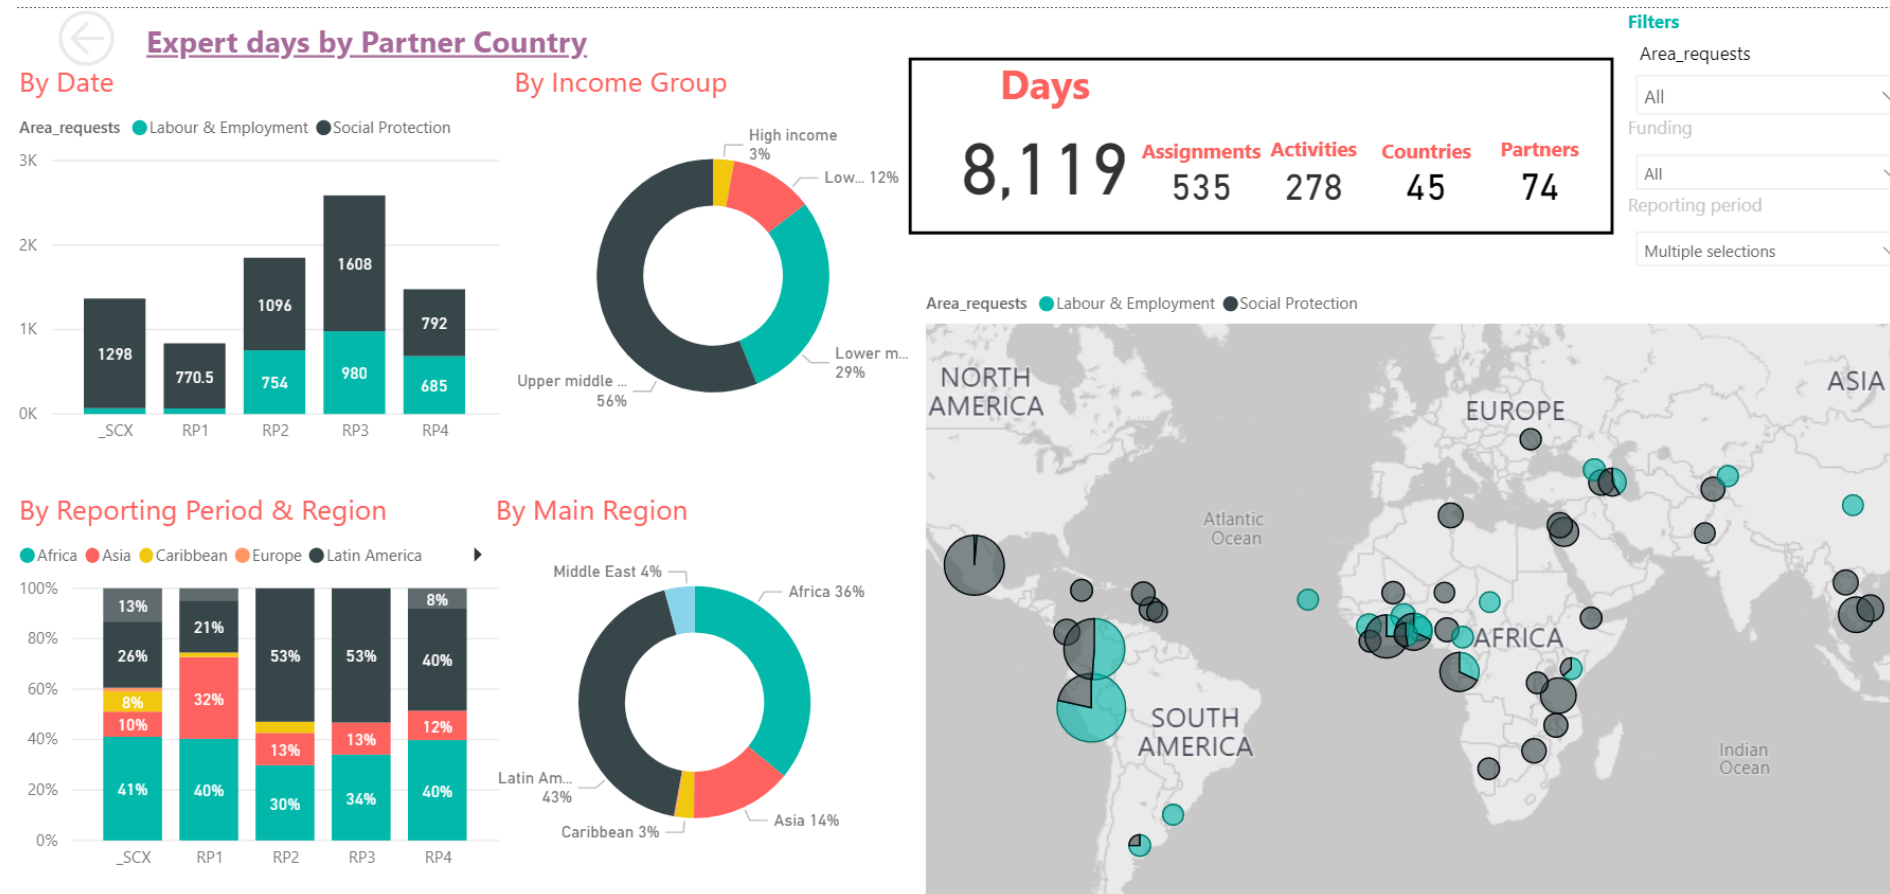 Expert days by Partner Country
By Date
Area_requests Labour & Employment Social Protection
3K
2K
1K
0K
1298
770.5
1096
754
1608
980
792
685
_SCX RP1 RP2 RP3 RP4
By Income Group
High income
3%
Low... 12%
Lower m...
29%
Upper middle ...
56%
Days
8,119
Assignments Activities Countries Partners
535 278 45 74
Filters
Area_requests
All
Funding
All
Reporting period
Multiple selections
By Reporting Period & Region
Africa Asia Caribbean Europe Latin America
100%
80%
60%
40%
20%
0%
13%
26%
8%
10%
41%
21%
32%
40%
53%
13%
30%
53%
13%
34%
8%
40%
12%
40%
_SCX RP1 RP2 RP3 RP4
By Main Region
Middle East 4%
Africa 36%
Latin Am...
43%
Caribbean 3%
Asia 14%
Area_requests Labour & Employment Social Protection
NORTH
AMERICA
EUROPE
ASIA
Atlantic
Ocean
AFRICA
SOUTH
AMERICA
Indian
Ocean